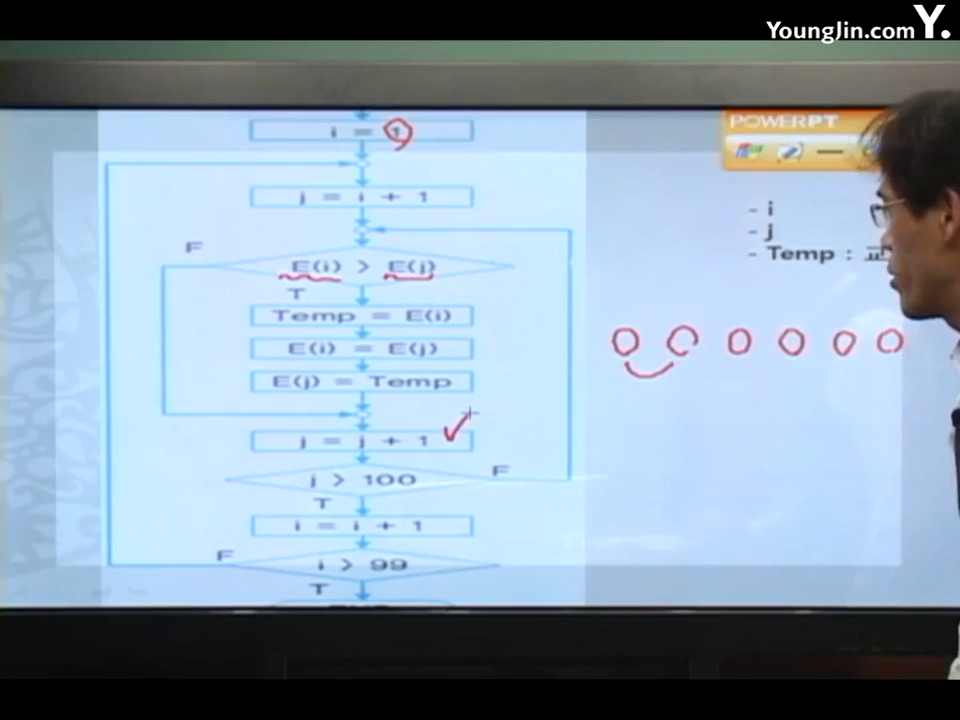 YoungJin.com Y.
i = 1
POWERPT
j = i + 1
- i
- j
F
E(i) > E(j)
- Temp :
T
Temp = E(i)
E(i) = E(j)
E(j) = Temp
j = j + 1
j > 100
F
T
i = i + 1
F
i > 99
T